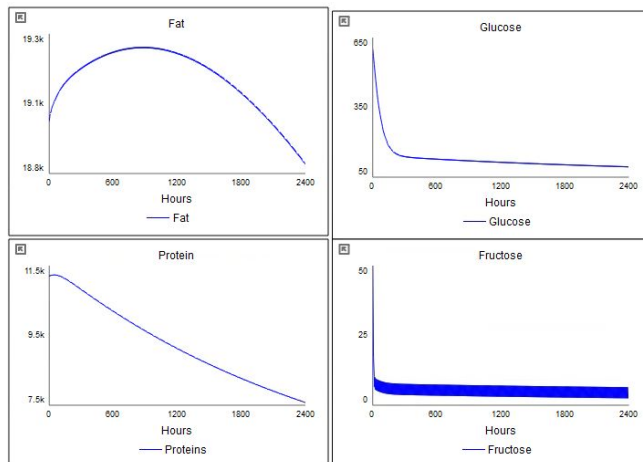 Fat
19.3k
19.1k
18.8k
0
600
1200
1800
2400
Hours
Fat
Glucose
650
350
50
0
600
1200
1800
2400
Hours
Glucose
Protein
11.5k
9.5k
7.5k
0
600
1200
1800
2400
Hours
Proteins
Fructose
50
25
0
0
600
1200
1800
2400
Hours
Fructose